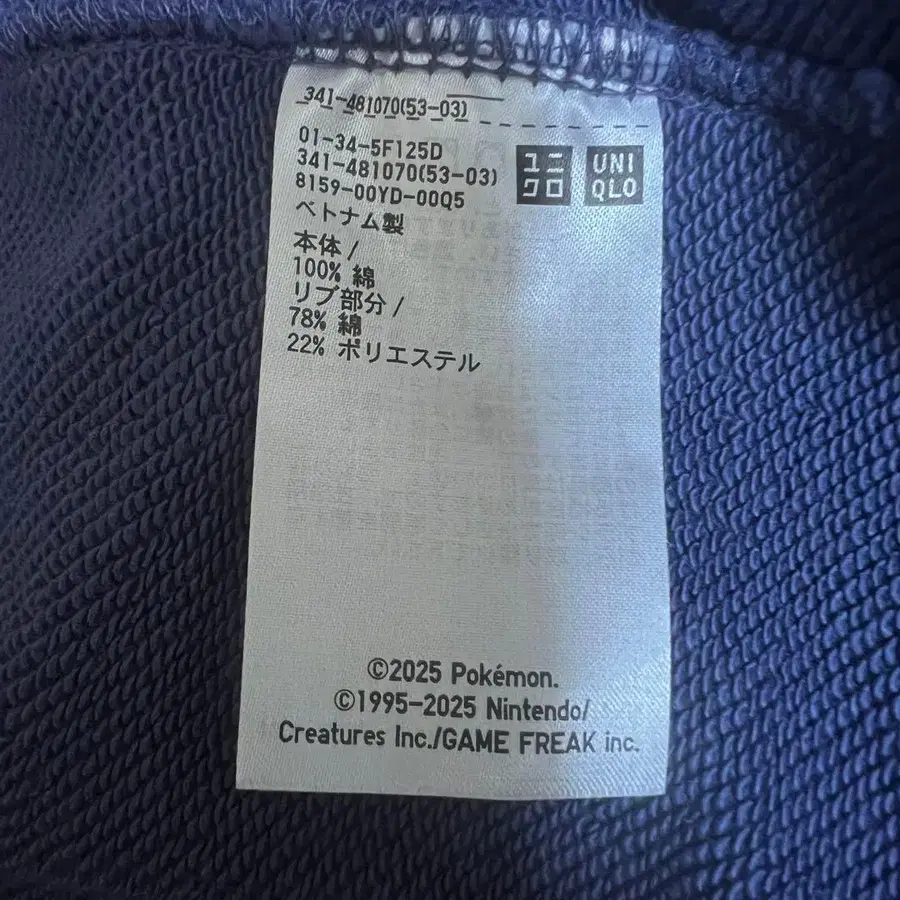 341-481070(53-03)
01-34-5F125D
341-481070(53-03)
8159-00YD-00Q5
ユニ
クロ
UNI
QLO
ベトナム製
本体 /
100% 綿
リブ部分 /
78% 綿
22% ポリエステル
©2025 Pokémon.
©1995-2025 Nintendo/
Creatures Inc./GAME FREAK inc.